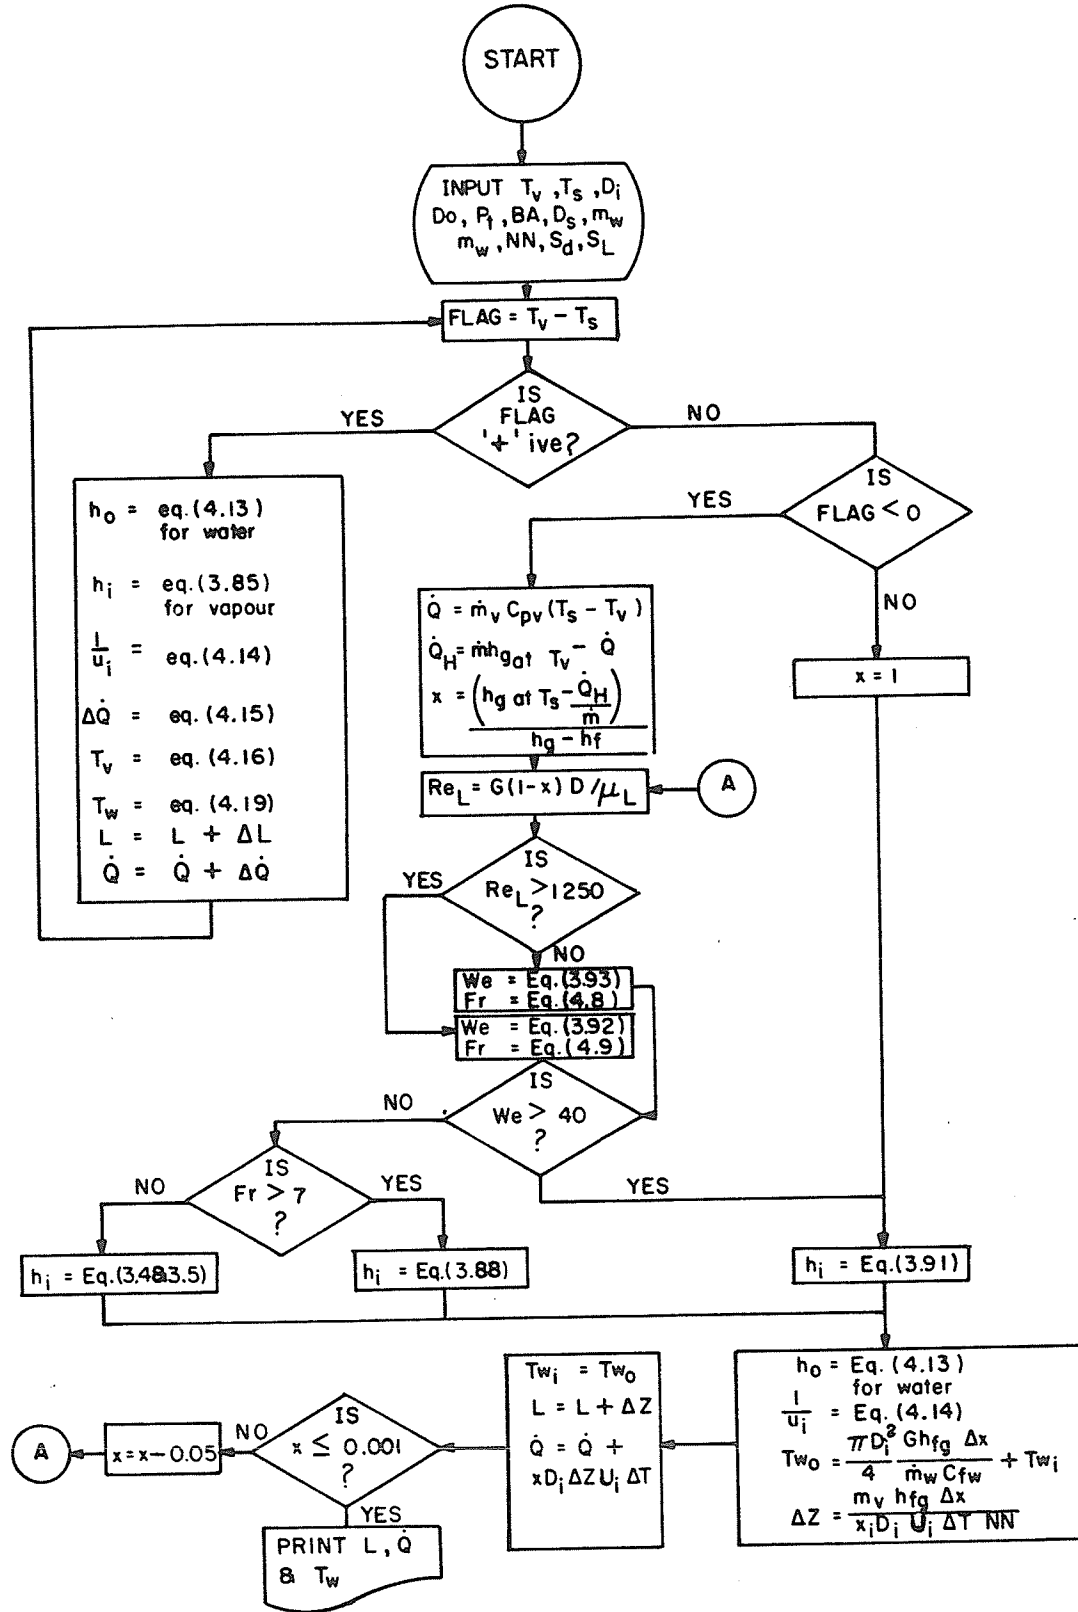 START
INPUT Tv , Ts , Di
Do, Pt, BA, Ds, mw
mw, NN, Sd, SL
FLAG = Tv − Ts
IS
FLAG
'+' ive?
YES
NO
IS
FLAG < 0
YES
NO
ho = eq.(4.13)
for water
hi = eq.(3.85)
for vapour
1/ui = eq.(4.14)
ΔQ̇ = eq. (4.15)
Tv = eq. (4.16)
Tw = eq. (4.19)
L = L + ΔL
Q̇ = Q̇ + ΔQ̇
Q̇ = ṁv Cpv (Ts − Tv)
Q̇H = ṁhg at Tv − Q̇
x = (hg at Ts − Q̇H/ṁ)
hg − hf
x = 1
ReL = G(1−x) D /μL
A
IS
ReL > 1250
?
YES
NO
We = Eq.(3.93)
Fr = Eq.(4.8)
We = Eq.(3.92)
Fr = Eq.(4.9)
IS
We > 40
?
NO
YES
IS
Fr > 7
?
NO
YES
hi = Eq.(3.48&3.5)
hi = Eq.(3.88)
hi = Eq.(3.91)
ho = Eq. (4.13)
for water
1/ui = Eq.(4.14)
Two = πDi²/4 Ghfg Δx/ṁw Cfw + Twi
ΔZ = mv hfg Δx/xi Di Ui ΔT NN
Twi = Two
L = L + ΔZ
Q̇ = Q̇ +
xDi ΔZ Ui ΔT
IS
x ≤ 0.001
?
NO
YES
x = x − 0.05
A
PRINT L, Q̇
& Tw